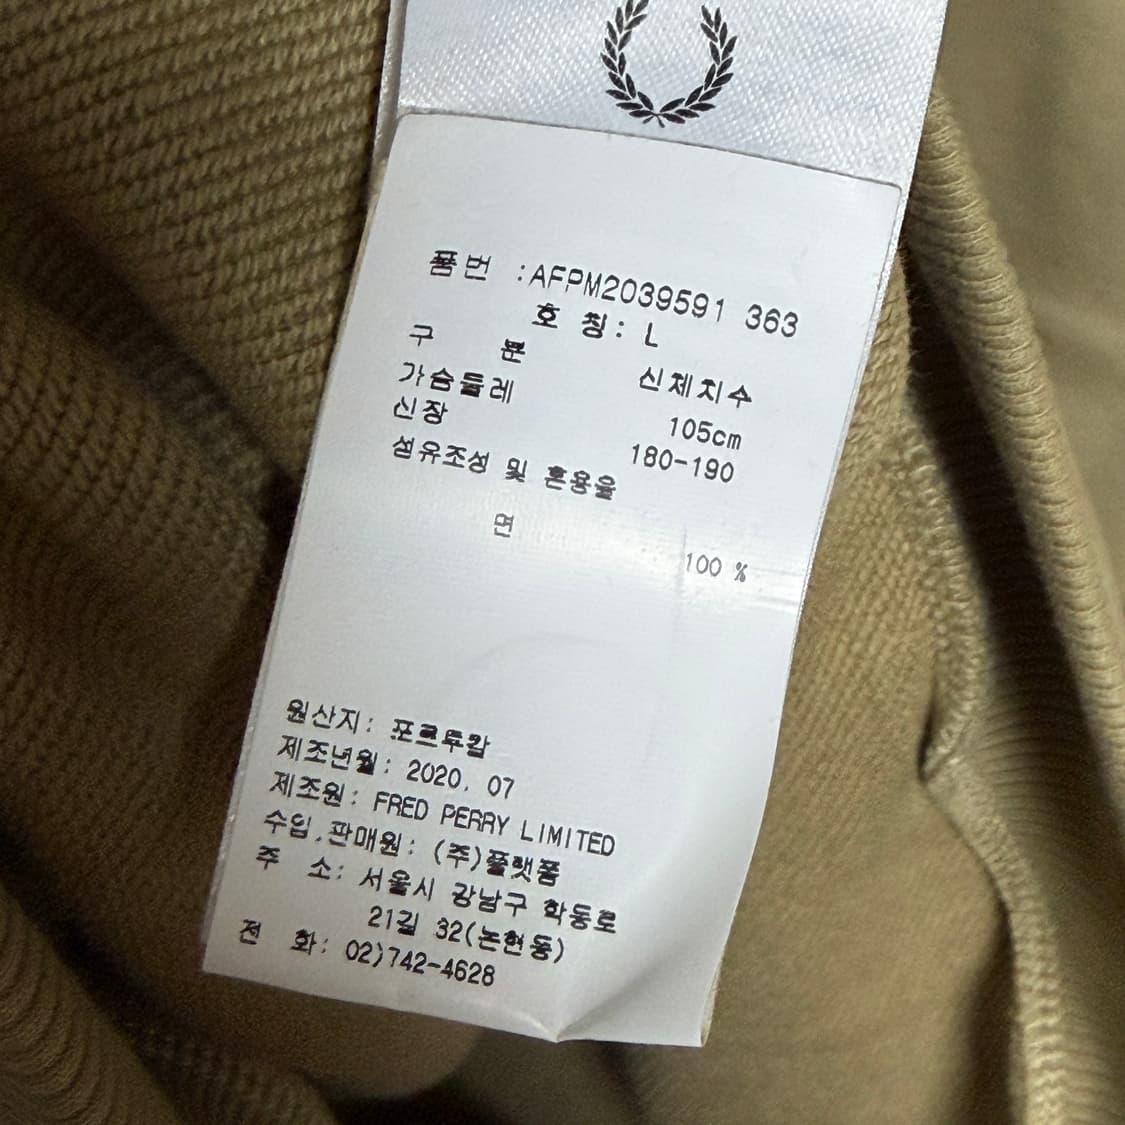 품번 :AFPM2039591 363
호 칭: L
구 분 신체치수
가슴둘레 105cm
신장 180-190
섬유조성 및 혼용율
면 100 %
원산지: 포르투칼
제조년월: 2020. 07
제조원: FRED PERRY LIMITED
수입,판매원: (주)플랫폼
주 소: 서울시 강남구 학동로
21길 32(논현동)
전 화: 02)742-4628